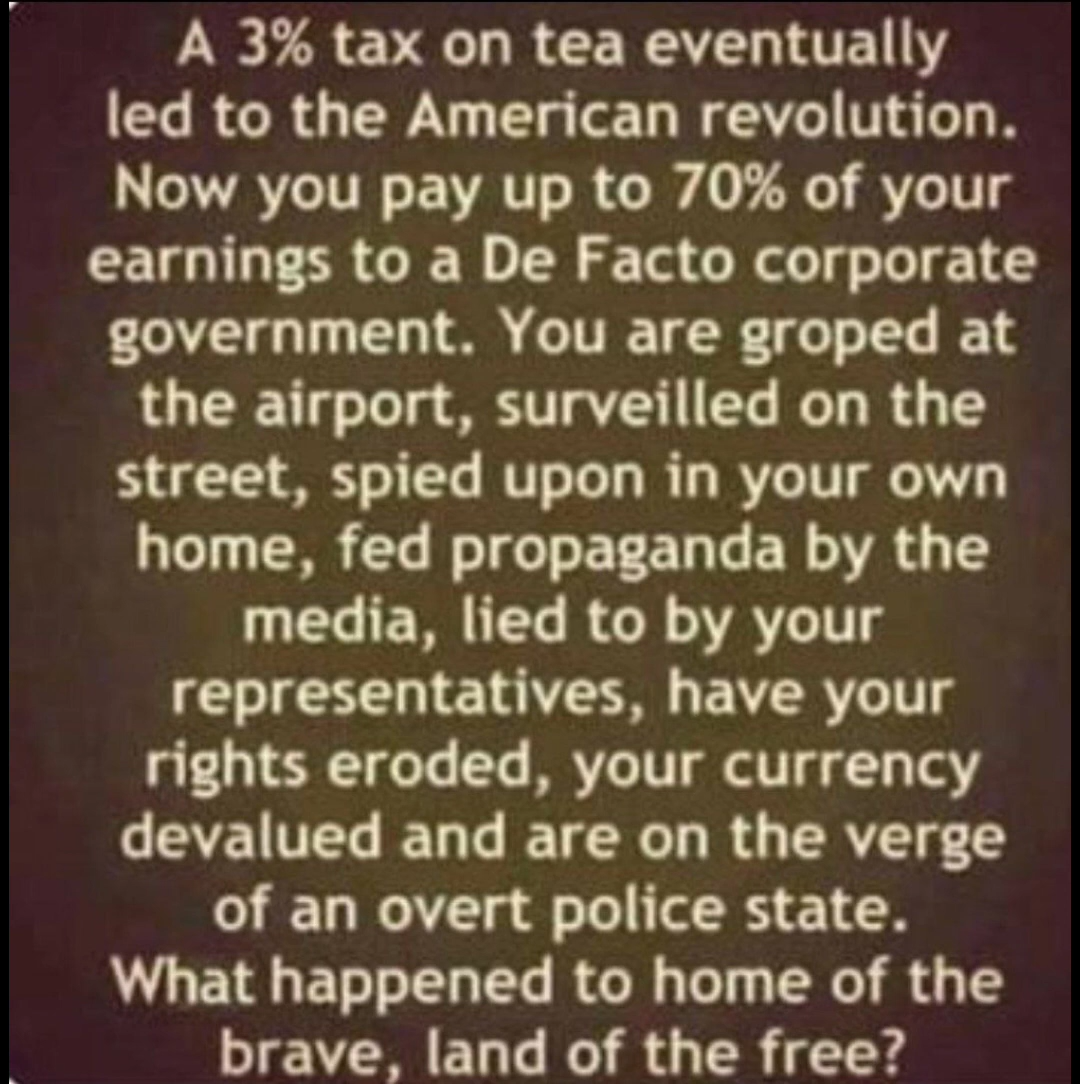 A 3% tax on tea eventually
led to the American revolution.
Now you pay up to 70% of your
earnings to a De Facto corporate
government. You are groped at
the airport, surveilled on the
street, spied upon in your own
home, fed propaganda by the
media, lied to by your
representatives, have your
rights eroded, your currency
devalued and are on the verge
of an overt police state.
What happened to home of the
brave, land of the free?